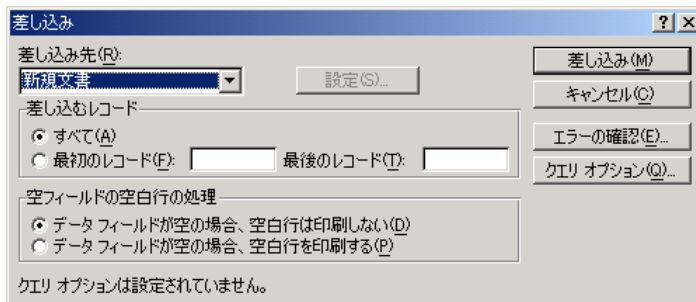 差し込み
差し込み先(R):
新規文書
設定(S)...
差し込み(M)
キャンセル(C)
差し込むレコード
すべて(A)
最初のレコード(F):
最後のレコード(T):
エラーの確認(E)...
クエリ オプション(Q)...
空フィールドの空白行の処理
データ フィールドが空の場合、空白行は印刷しない(D)
データ フィールドが空の場合、空白行を印刷する(P)
クエリ オプションは設定されていません。